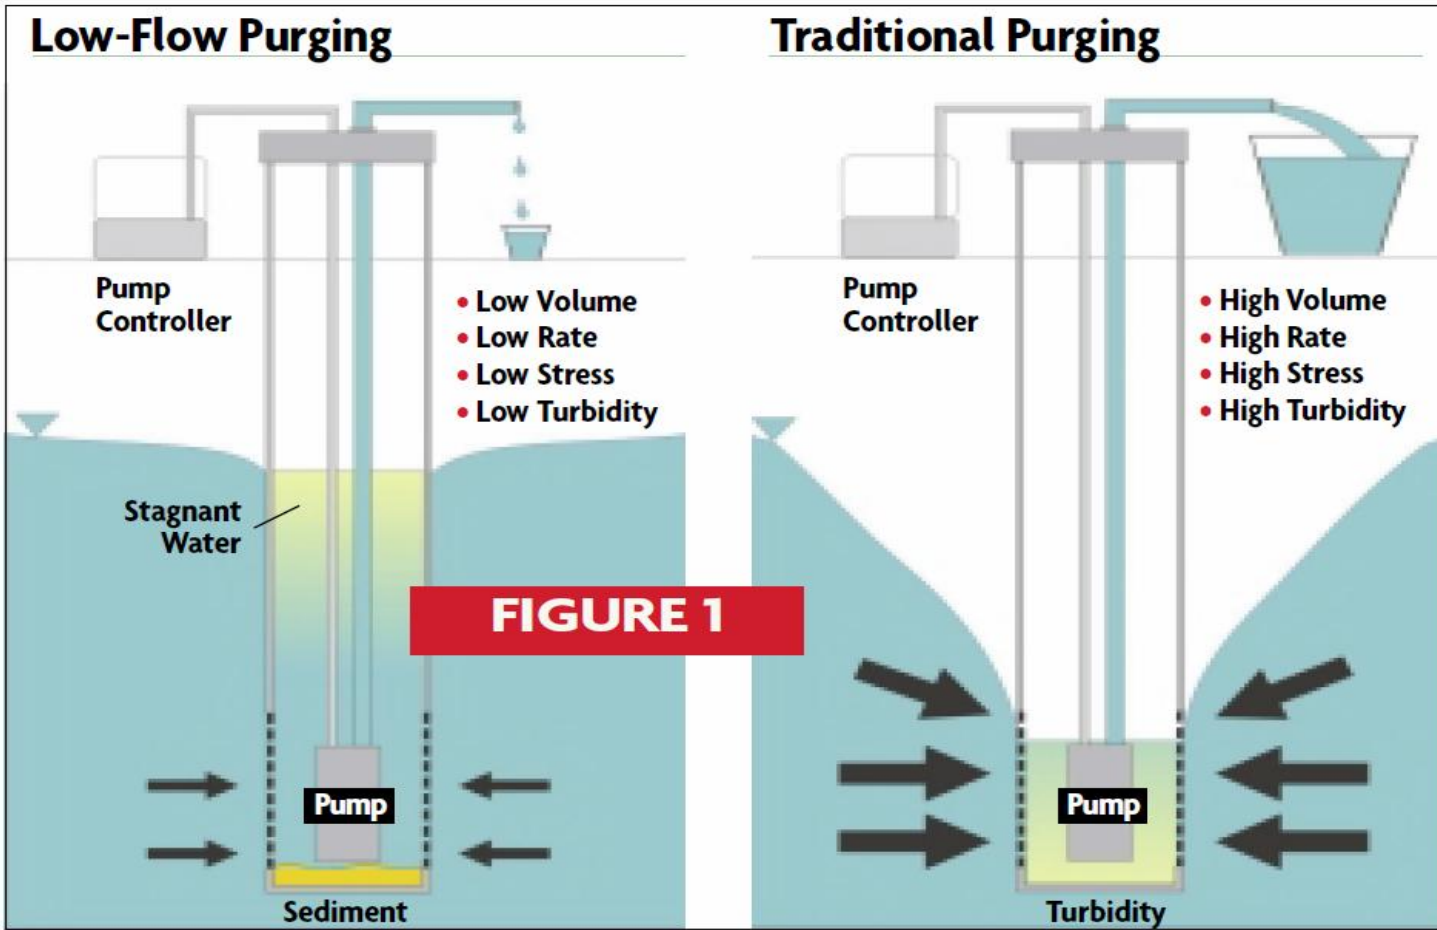 Low-Flow Purging
Pump
Controller
• Low Volume
• Low Rate
• Low Stress
• Low Turbidity
Stagnant
Water
Pump
Sediment
FIGURE 1
Traditional Purging
Pump
Controller
• High Volume
• High Rate
• High Stress
• High Turbidity
Pump
Turbidity